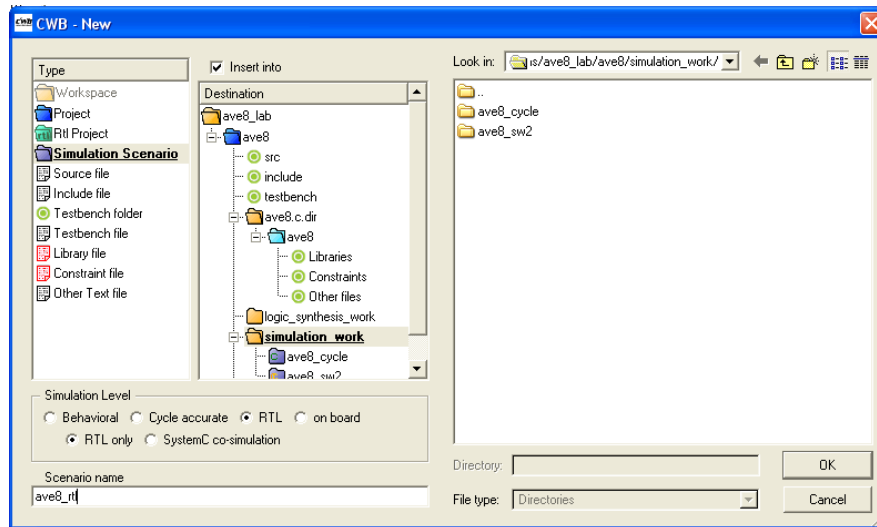 CWB - New
Type
Workspace
Project
Rtl Project
Simulation Scenario
Source file
Include file
Testbench folder
Testbench file
Library file
Constraint file
Other Text file
Insert into
Destination
ave8_lab
ave8
src
include
testbench
ave8.c.dir
ave8
Libraries
Constraints
Other files
logic_synthesis_work
simulation_work
ave8_cycle
ave8_sw2
Look in: /ave8_lab/ave8/simulation_work/
..
ave8_cycle
ave8_sw2
Simulation Level
Behavioral Cycle accurate RTL on board
RTL only SystemC co-simulation
Scenario name
ave8_rtl
Directory:
OK
File type: Directories
Cancel